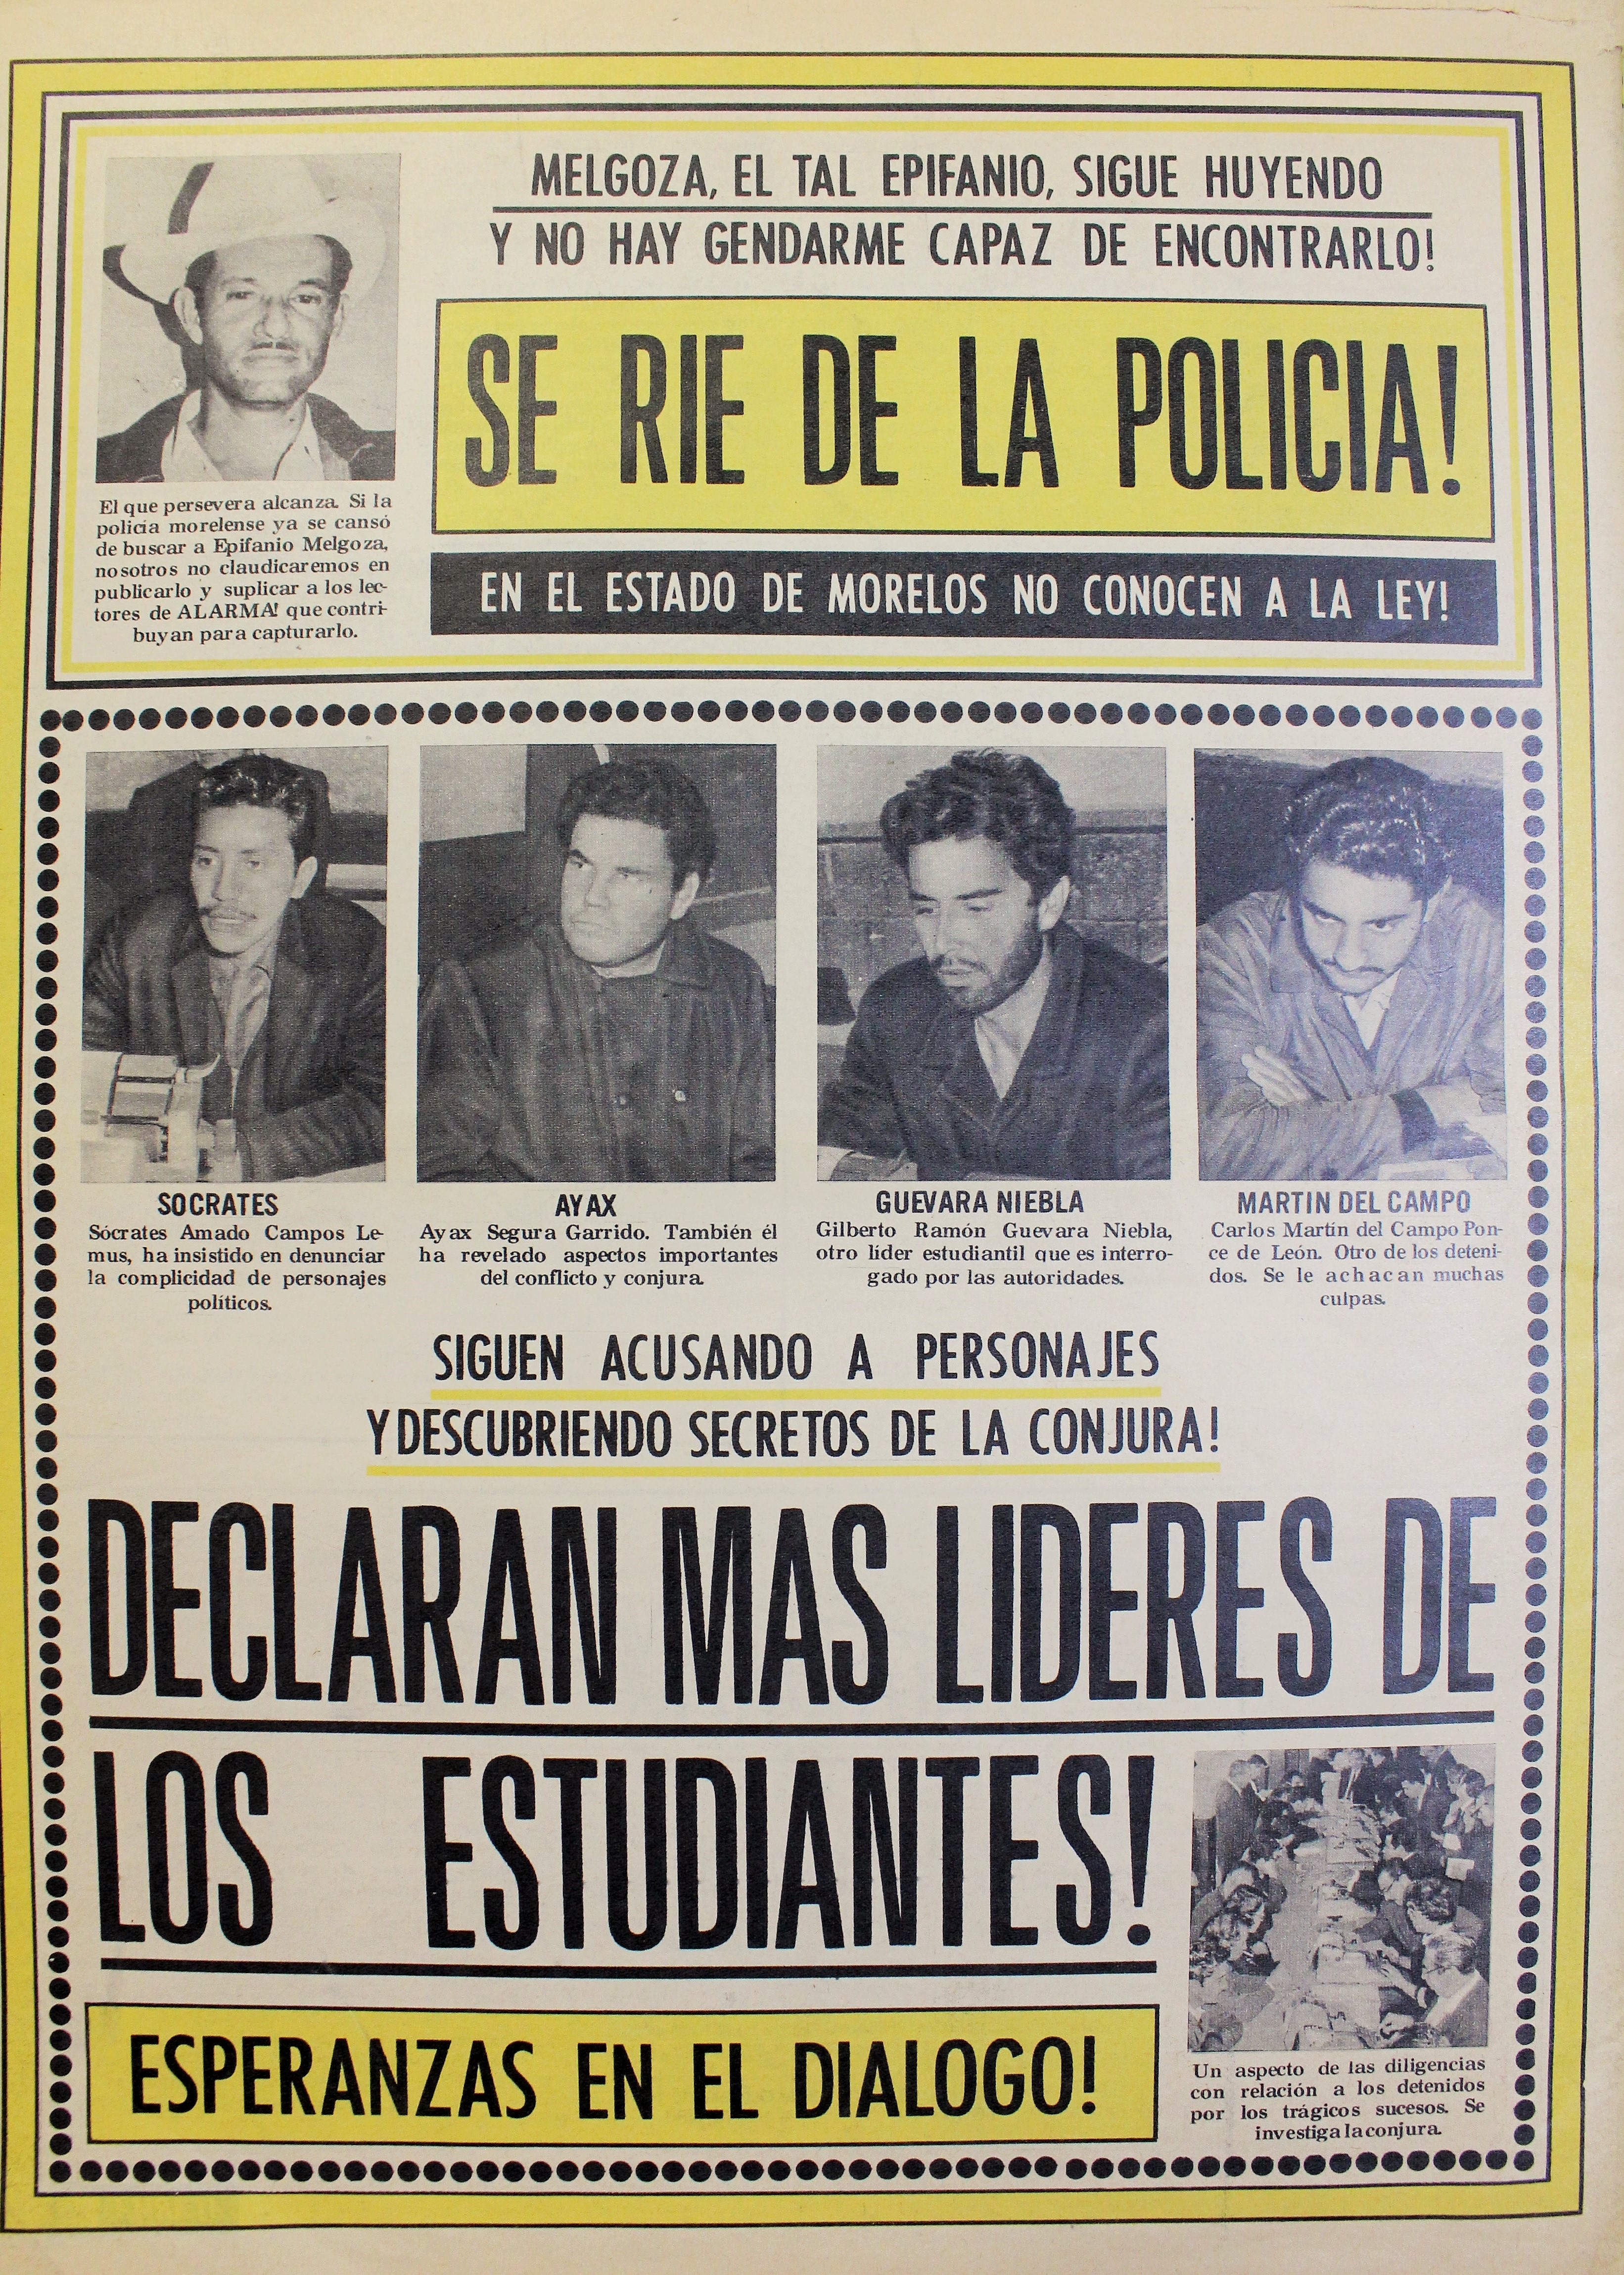 MELGOZA, EL TAL EPIFANIO, SIGUE HUYENDO
Y NO HAY GENDARME CAPAZ DE ENCONTRARLO!
SE RIE DE LA POLICIA!
EN EL ESTADO DE MORELOS NO CONOCEN A LA LEY!
El que persevera alcanza. Si la
policía morelense ya se cansó
de buscar a Epifanio Melgoza,
nosotros no claudicaremos en
publicarlo y suplicar a los lec-
tores de ALARMA! que contri-
buyan para capturarlo.
SOCRATES
Sócrates Amado Campos Le-
mus, ha insistido en denunciar
la complicidad de personajes
políticos.
AYAX
Ayax Segura Garrido. También él
ha revelado aspectos importantes
del conflicto y conjura.
GUEVARA NIEBLA
Gilberto Ramón Guevara Niebla,
otro líder estudiantil que es interro-
gado por las autoridades.
MARTIN DEL CAMPO
Carlos Martín del Campo Pon-
ce de León. Otro de los deteni-
dos. Se le achacan muchas
culpas.
SIGUEN ACUSANDO A PERSONAJES
Y DESCUBRIENDO SECRETOS DE LA CONJURA!
DECLARAN MAS LIDERES DE
LOS ESTUDIANTES!
ESPERANZAS EN EL DIALOGO!
Un aspecto de las diligencias
con relación a los detenidos
por los trágicos sucesos. Se
investiga la conjura.